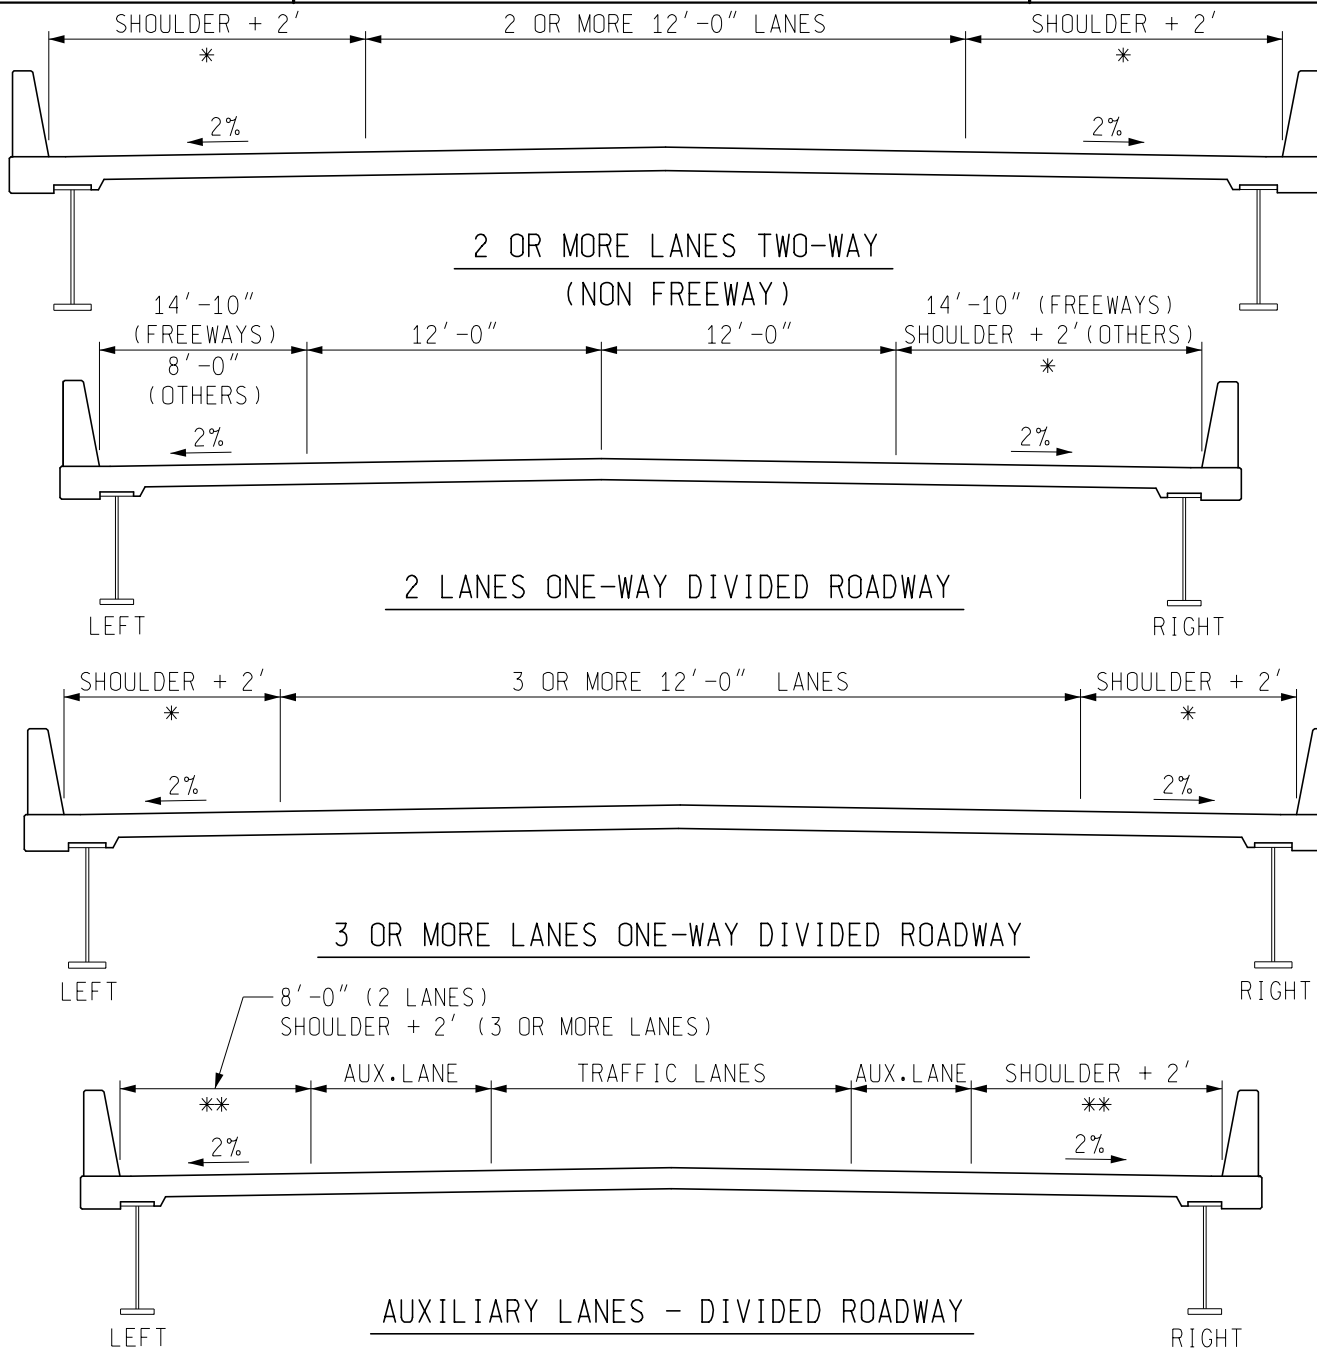 SHOULDER + 2' 2 OR MORE 12'-0" LANES SHOULDER + 2'
* *
2% 2%
2 OR MORE LANES TWO-WAY
(NON FREEWAY)
14'-10" 14'-10" (FREEWAYS)
(FREEWAYS) 12'-0" 12'-0" SHOULDER + 2'(OTHERS)
8'-0" *
(OTHERS)
2% 2%
2 LANES ONE-WAY DIVIDED ROADWAY
LEFT RIGHT
SHOULDER + 2' 3 OR MORE 12'-0" LANES SHOULDER + 2'
* *
2% 2%
3 OR MORE LANES ONE-WAY DIVIDED ROADWAY
LEFT RIGHT
8'-0" (2 LANES)
SHOULDER + 2' (3 OR MORE LANES)
AUX.LANE TRAFFIC LANES AUX.LANE SHOULDER + 2'
** **
2% 2%
AUXILIARY LANES - DIVIDED ROADWAY
LEFT RIGHT